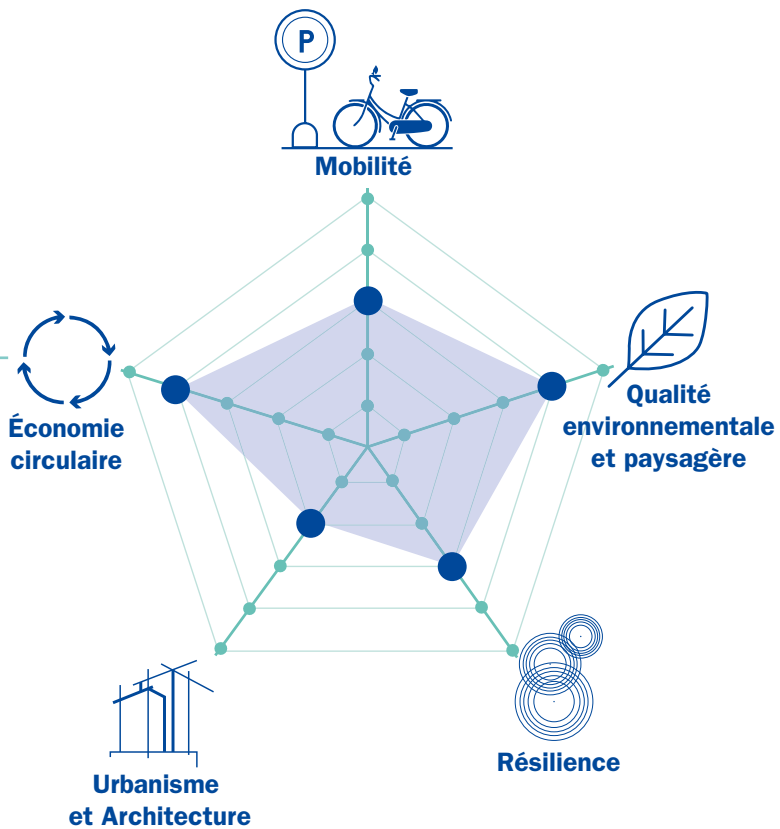 P
Mobilité
Qualité
environnementale
et paysagère
Économie
circulaire
Résilience
Urbanisme
et Architecture